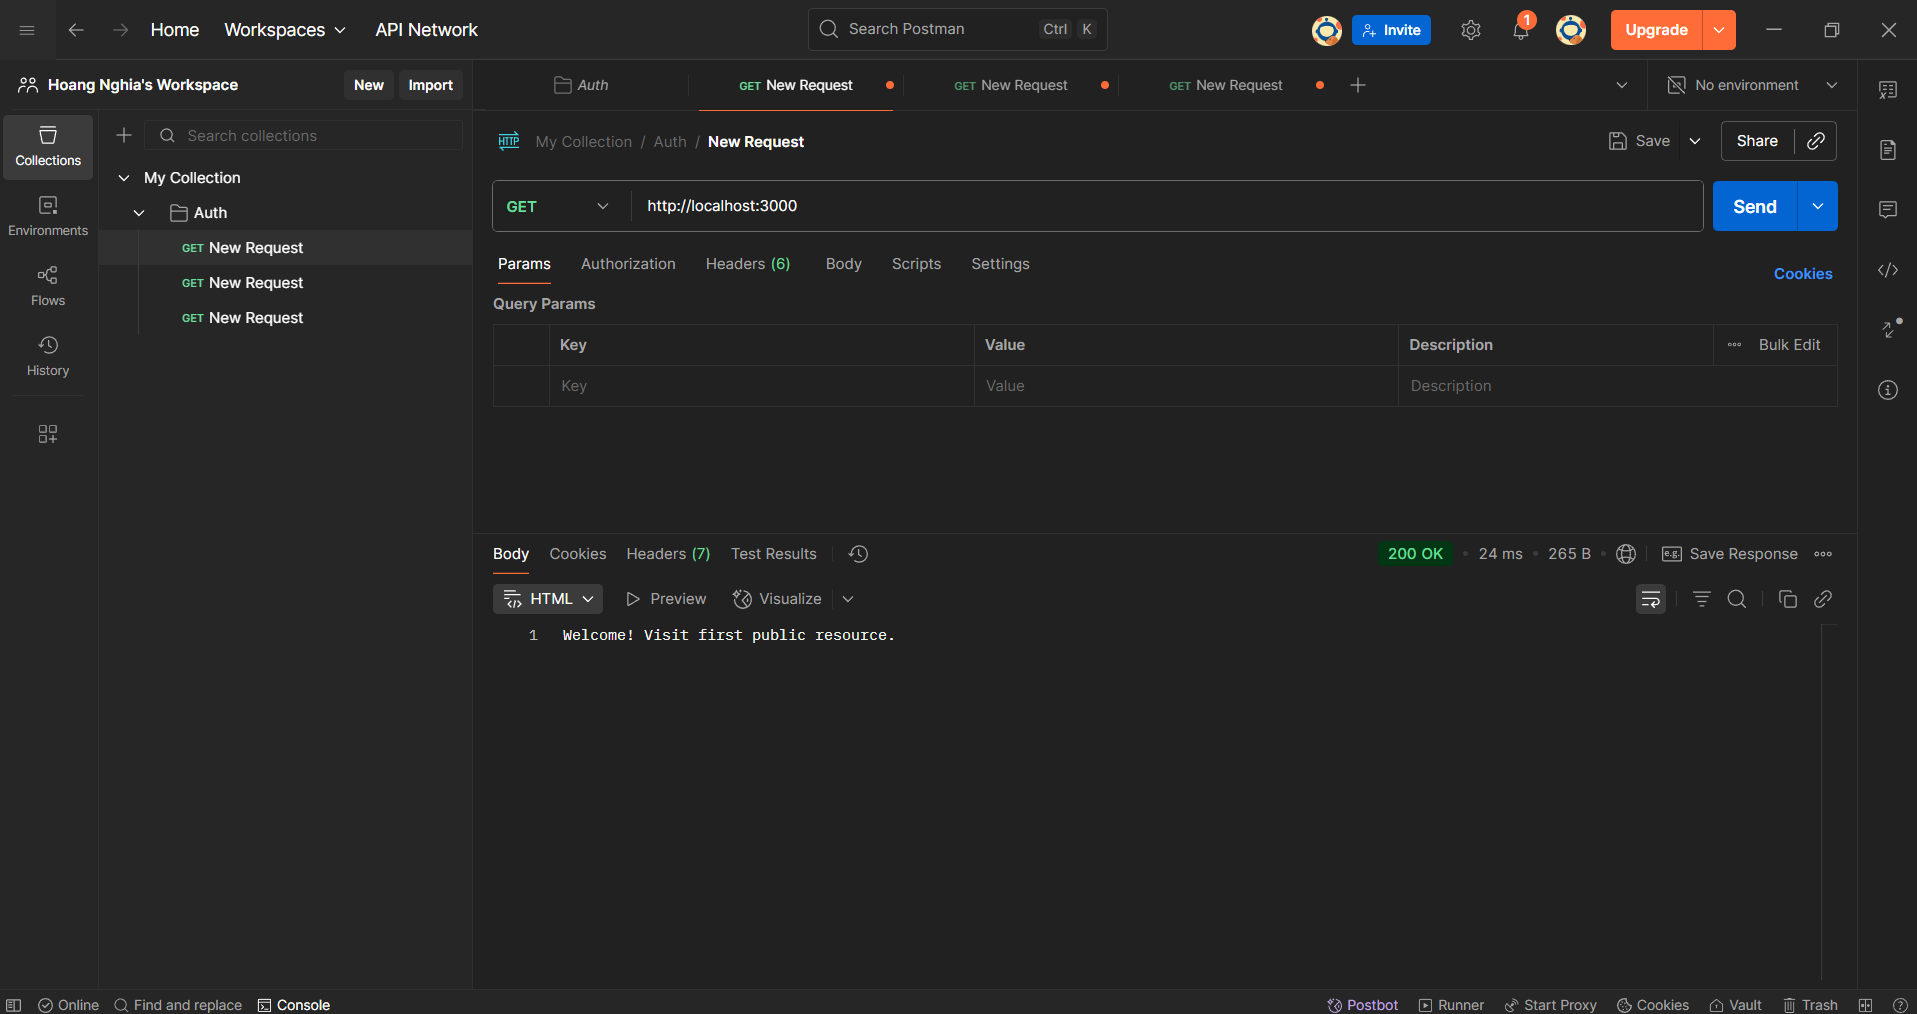 Home Workspaces API Network Search Postman Ctrl K Invite 1 Upgrade
Hoang Nghia's Workspace New Import
Auth GET New Request GET New Request GET New Request No environment
Collections
Environments
Flows
History
Search collections
My Collection
Auth
GET New Request
GET New Request
GET New Request
HTTP My Collection / Auth / New Request Save Share
GET http://localhost:3000 Send
Params Authorization Headers (6) Body Scripts Settings Cookies
Query Params
Key Value Description Bulk Edit
Key Value Description
Body Cookies Headers (7) Test Results 200 OK • 24 ms • 265 B • e.g. Save Response
HTML Preview Visualize
1 Welcome! Visit first public resource.
Online Find and replace Console Postbot Runner Start Proxy Cookies Vault Trash